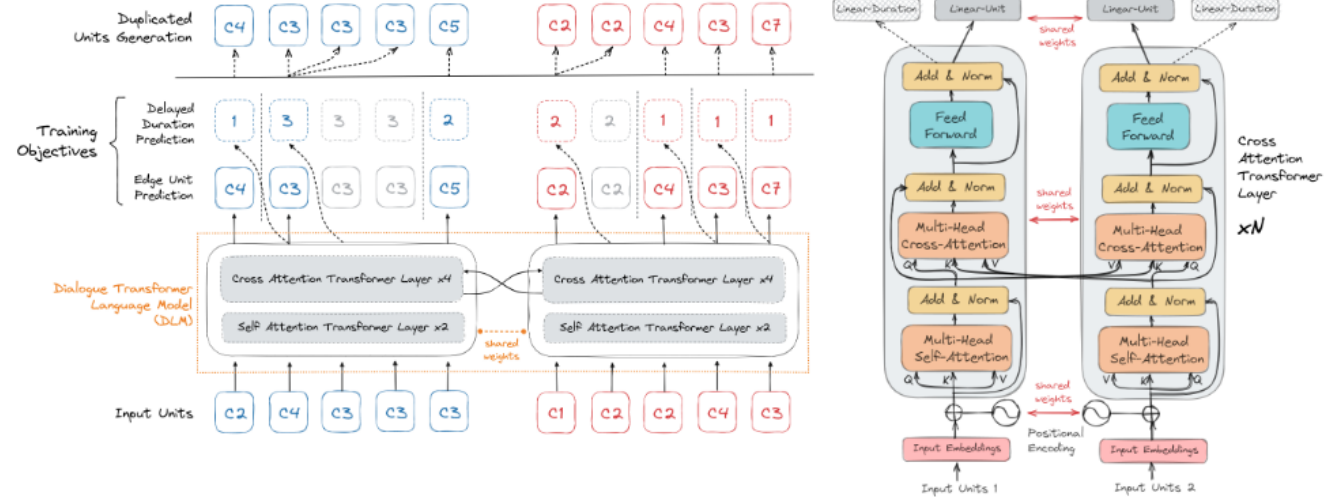 Duplicated
Units Generation
C4 C3 C3 C3 C5 C2 C2 C4 C3 C7
Training
Objectives
Delayed
Duration
Prediction
1 3 3 3 2 2 2 1 1 1
Edge Unit
Prediction
C4 C3 C3 C3 C5 C2 C2 C4 C3 C7
Dialogue Transformer
Language Model
(DLM)
Cross Attention Transformer Layer x4
Cross Attention Transformer Layer x4
Self Attention Transformer Layer x2
Self Attention Transformer Layer x2
shared
weights
Input Units
C2 C4 C3 C3 C3 C1 C2 C2 C4 C3
Linear-Duration
Linear-Unit
shared
weights
Linear-Unit
Linear-Duration
Add & Norm
Add & Norm
Feed
Forward
Feed
Forward
Cross
Attention
Transformer
Layer
xN
Add & Norm
shared
weights
Add & Norm
Multi-Head
Cross-Attention
Multi-Head
Cross-Attention
Q K V
V K Q
Add & Norm
Add & Norm
Multi-Head
Self-Attention
Multi-Head
Self-Attention
Q K V
V K Q
shared
weights
Positional
Encoding
Input Embeddings
Input Embeddings
Input Units 1
Input Units 2